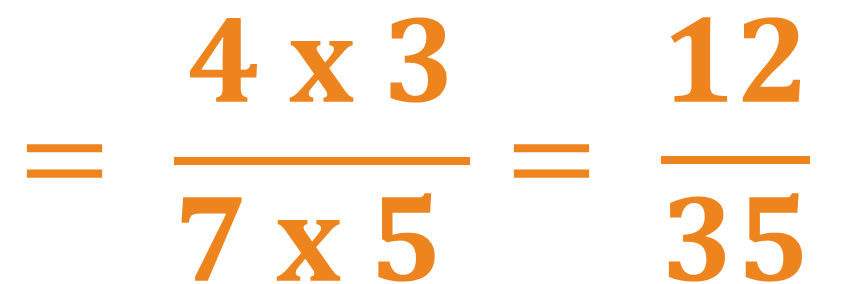 = 4 x 3 / 7 x 5 = 12 / 35